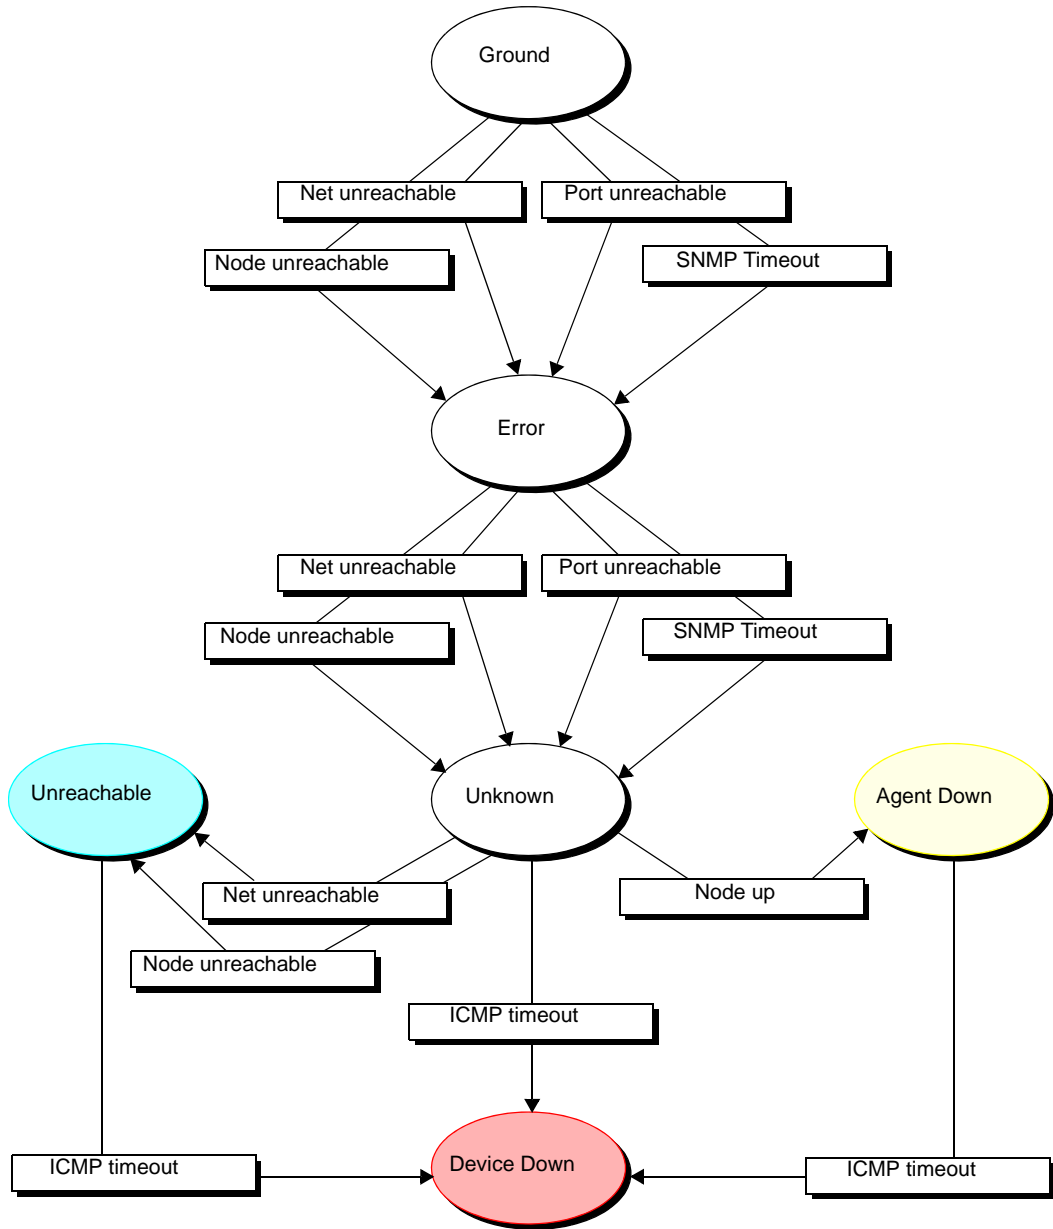 Ground
Net unreachable
Port unreachable
Node unreachable
SNMP Timeout
Error
Net unreachable
Port unreachable
Node unreachable
SNMP Timeout
Unreachable
Unknown
Agent Down
Net unreachable
Node up
Node unreachable
ICMP timeout
ICMP timeout
Device Down
ICMP timeout